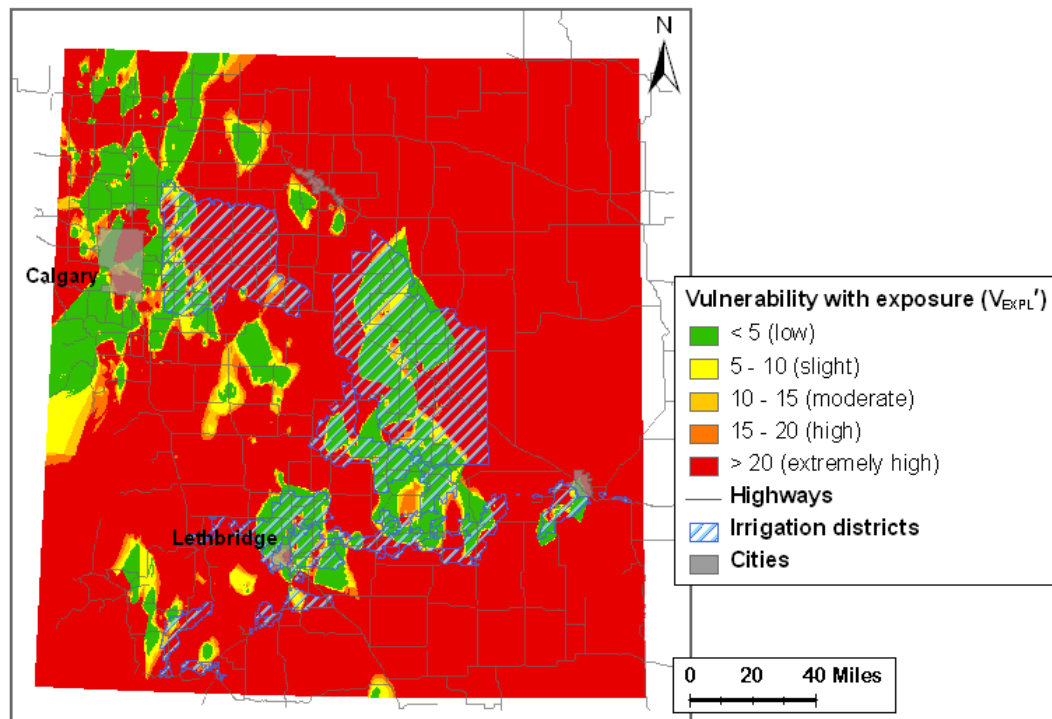 N
Calgary
Lethbridge
Vulnerability with exposure (VEXPL′)
< 5 (low)
5 - 10 (slight)
10 - 15 (moderate)
15 - 20 (high)
> 20 (extremely high)
Highways
Irrigation districts
Cities
0 20 40 Miles